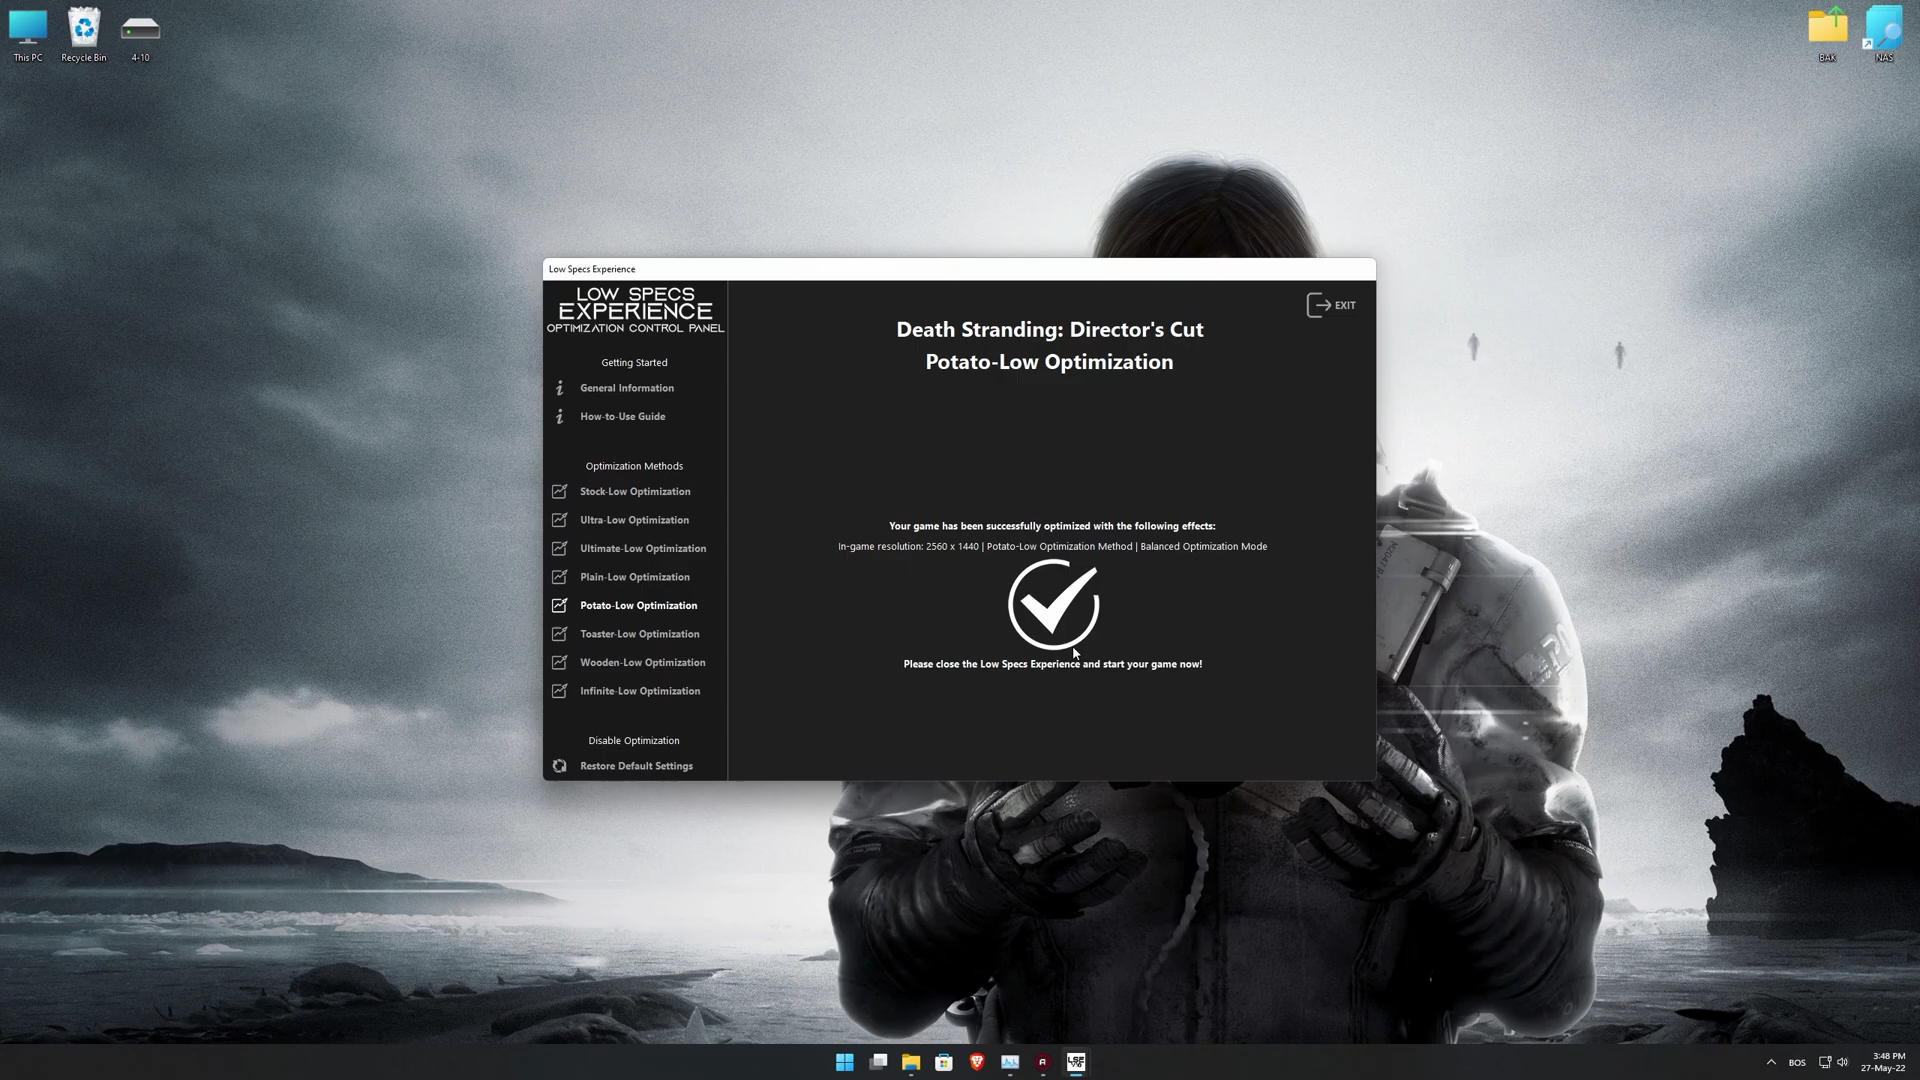 This PC
Recycle Bin
4-10
BAK
NAS
Low Specs Experience
LOW SPECS
EXPERIENCE
OPTIMIZATION CONTROL PANEL
Getting Started
General Information
How-to-Use Guide
Optimization Methods
Stock-Low Optimization
Ultra-Low Optimization
Ultimate-Low Optimization
Plain-Low Optimization
Potato-Low Optimization
Toaster-Low Optimization
Wooden-Low Optimization
Infinite-Low Optimization
Disable Optimization
Restore Default Settings
EXIT
Death Stranding: Director's Cut
Potato-Low Optimization
Your game has been successfully optimized with the following effects:
In-game resolution: 2560 x 1440 | Potato-Low Optimization Method | Balanced Optimization Mode
Please close the Low Specs Experience and start your game now!
BOS
3:48 PM
27-May-22